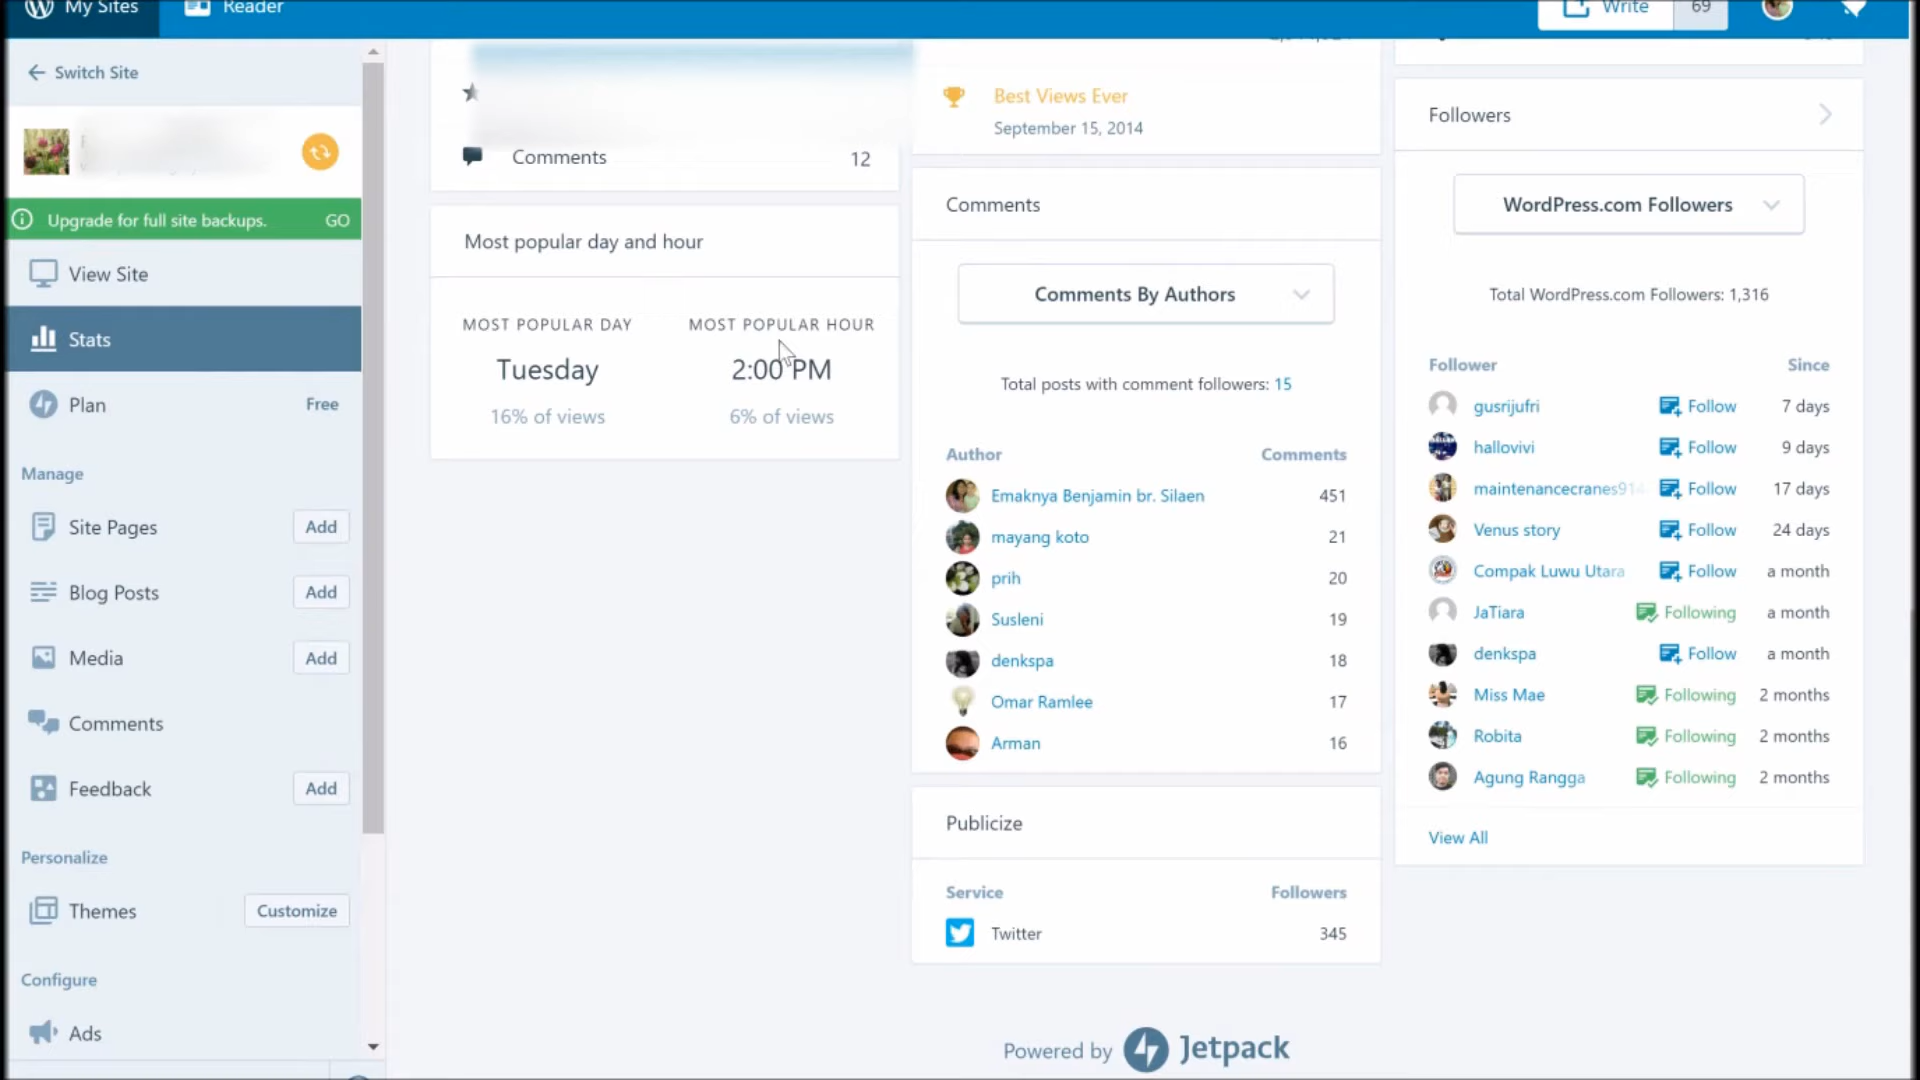 My Sites
Reader
Write
69
Switch Site
Upgrade for full site backups. GO
View Site
Stats
Plan Free
Manage
Site Pages Add
Blog Posts Add
Media Add
Comments
Feedback Add
Personalize
Themes Customize
Configure
Ads
Comments 12
Most popular day and hour
MOST POPULAR DAY MOST POPULAR HOUR
Tuesday 2:00 PM
16% of views 6% of views
Best Views Ever
September 15, 2014
Comments
Comments By Authors
Total posts with comment followers: 15
Author Comments
Emaknya Benjamin br. Silaen 451
mayang koto 21
prih 20
Susleni 19
denkspa 18
Omar Ramlee 17
Arman 16
Publicize
Service Followers
Twitter 345
Followers
WordPress.com Followers
Total WordPress.com Followers: 1,316
Follower Since
gusrijufri Follow 7 days
hallovivi Follow 9 days
maintenancecranes914 Follow 17 days
Venus story Follow 24 days
Compak Luwu Utara Follow a month
JaTiara Following a month
denkspa Follow a month
Miss Mae Following 2 months
Robita Following 2 months
Agung Rangga Following 2 months
View All
Powered by Jetpack